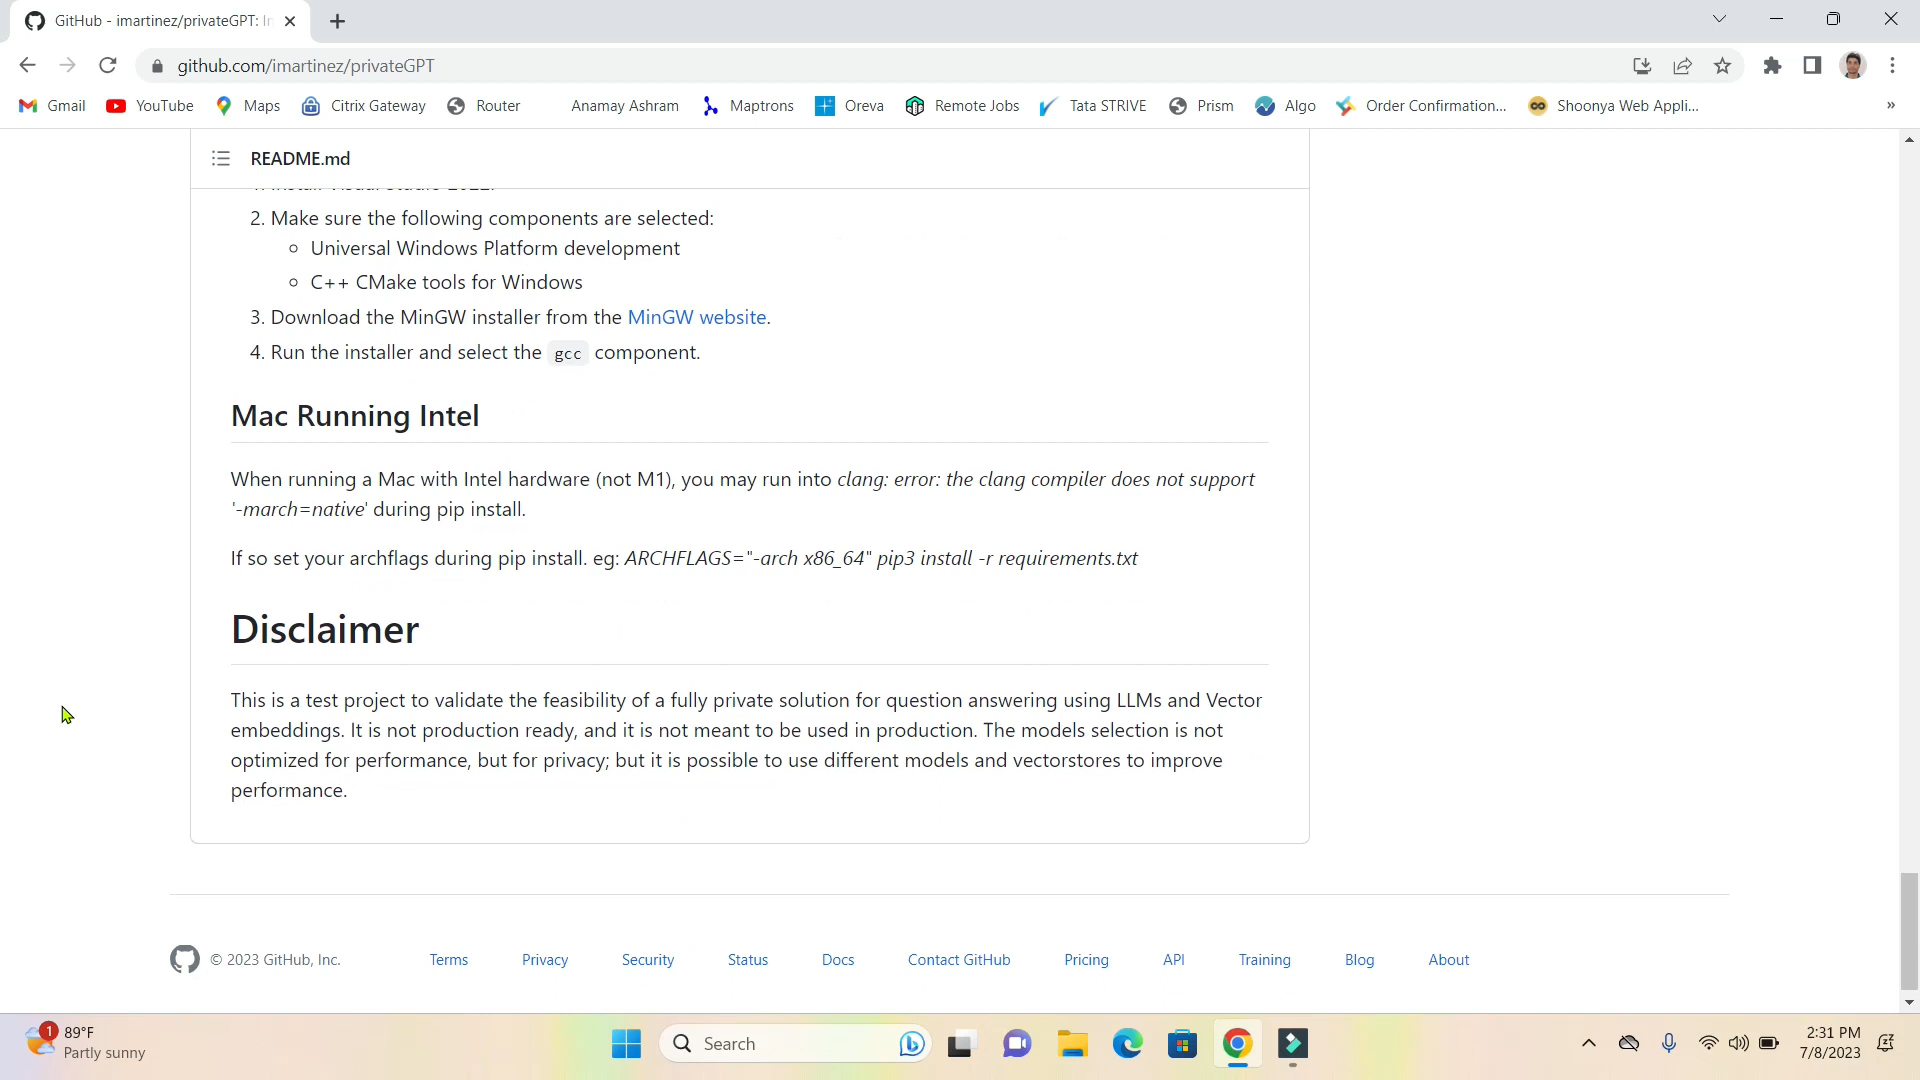 GitHub - imartinez/privateGPT: In
github.com/imartinez/privateGPT
Gmail YouTube Maps Citrix Gateway Router Anamay Ashram Maptrons Oreva Remote Jobs Tata STRIVE Prism Algo Order Confirmation... Shoonya Web Appli... »
README.md
2. Make sure the following components are selected:
Universal Windows Platform development
C++ CMake tools for Windows
3. Download the MinGW installer from the MinGW website.
4. Run the installer and select the gcc component.
Mac Running Intel
When running a Mac with Intel hardware (not M1), you may run into clang: error: the clang compiler does not support
'-march=native' during pip install.
If so set your archflags during pip install. eg: ARCHFLAGS="-arch x86_64" pip3 install -r requirements.txt
Disclaimer
This is a test project to validate the feasibility of a fully private solution for question answering using LLMs and Vector
embeddings. It is not production ready, and it is not meant to be used in production. The models selection is not
optimized for performance, but for privacy; but it is possible to use different models and vectorstores to improve
performance.
© 2023 GitHub, Inc. Terms Privacy Security Status Docs Contact GitHub Pricing API Training Blog About
1 89°F
Partly sunny
Search
2:31 PM
7/8/2023